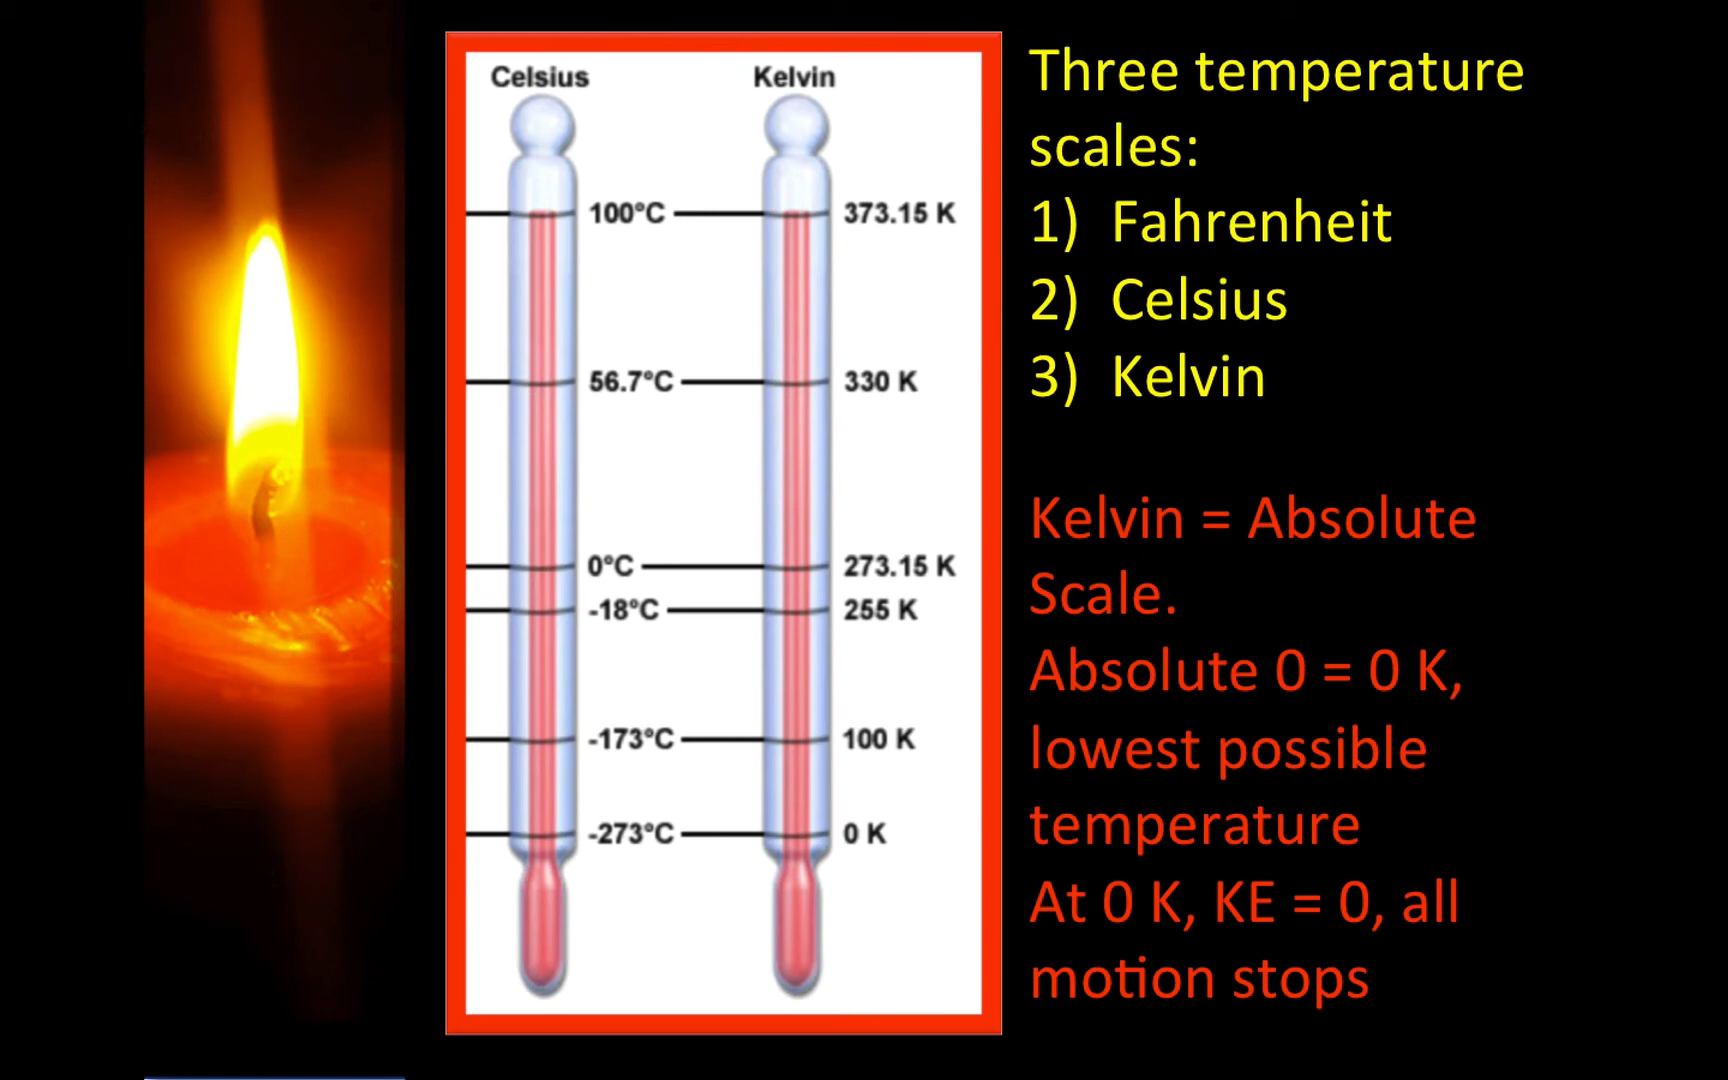 Celsius Kelvin
100°C 373.15 K
56.7°C 330 K
0°C 273.15 K
-18°C 255 K
-173°C 100 K
-273°C 0 K
Three temperature
scales:
1) Fahrenheit
2) Celsius
3) Kelvin
Kelvin = Absolute
Scale.
Absolute 0 = 0 K,
lowest possible
temperature
At 0 K, KE = 0, all
motion stops